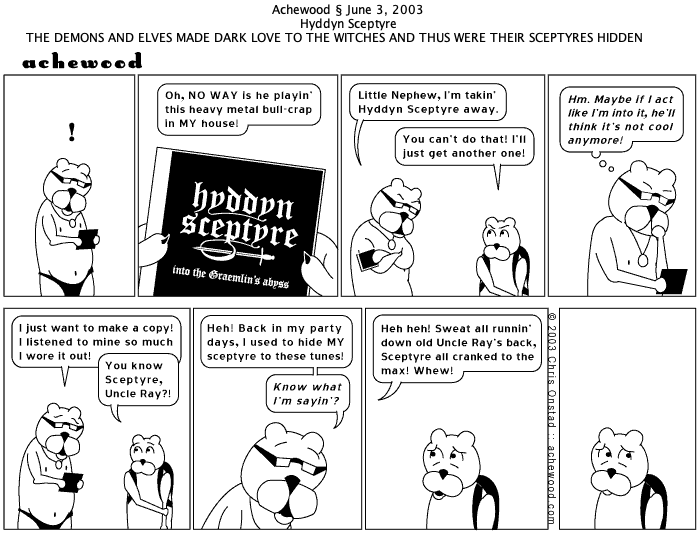 Achewood § June 3, 2003
Hyddyn Sceptyre
THE DEMONS AND ELVES MADE DARK LOVE TO THE WITCHES AND THUS WERE THEIR SCEPTYRES HIDDEN
achewood
!
Oh, NO WAY is he playin'
this heavy metal bull-crap
in MY house!
hyddyn
sceptyre
into the Graemlin's abyss
Little Nephew, I'm takin'
Hyddyn Sceptyre away.
You can't do that! I'll
just get another one!
Hm. Maybe if I act
like I'm into it, he'll
think it's not cool
anymore!
I just want to make a copy!
I listened to mine so much
I wore it out!
You know
Sceptyre,
Uncle Ray?!
Heh! Back in my party
days, I used to hide MY
sceptyre to these tunes!
Know what
I'm sayin'?
Heh heh! Sweat all runnin'
down old Uncle Ray's back,
Sceptyre all cranked to the
max! Whew!
© 2003 Chris Onstad :: achewood.com